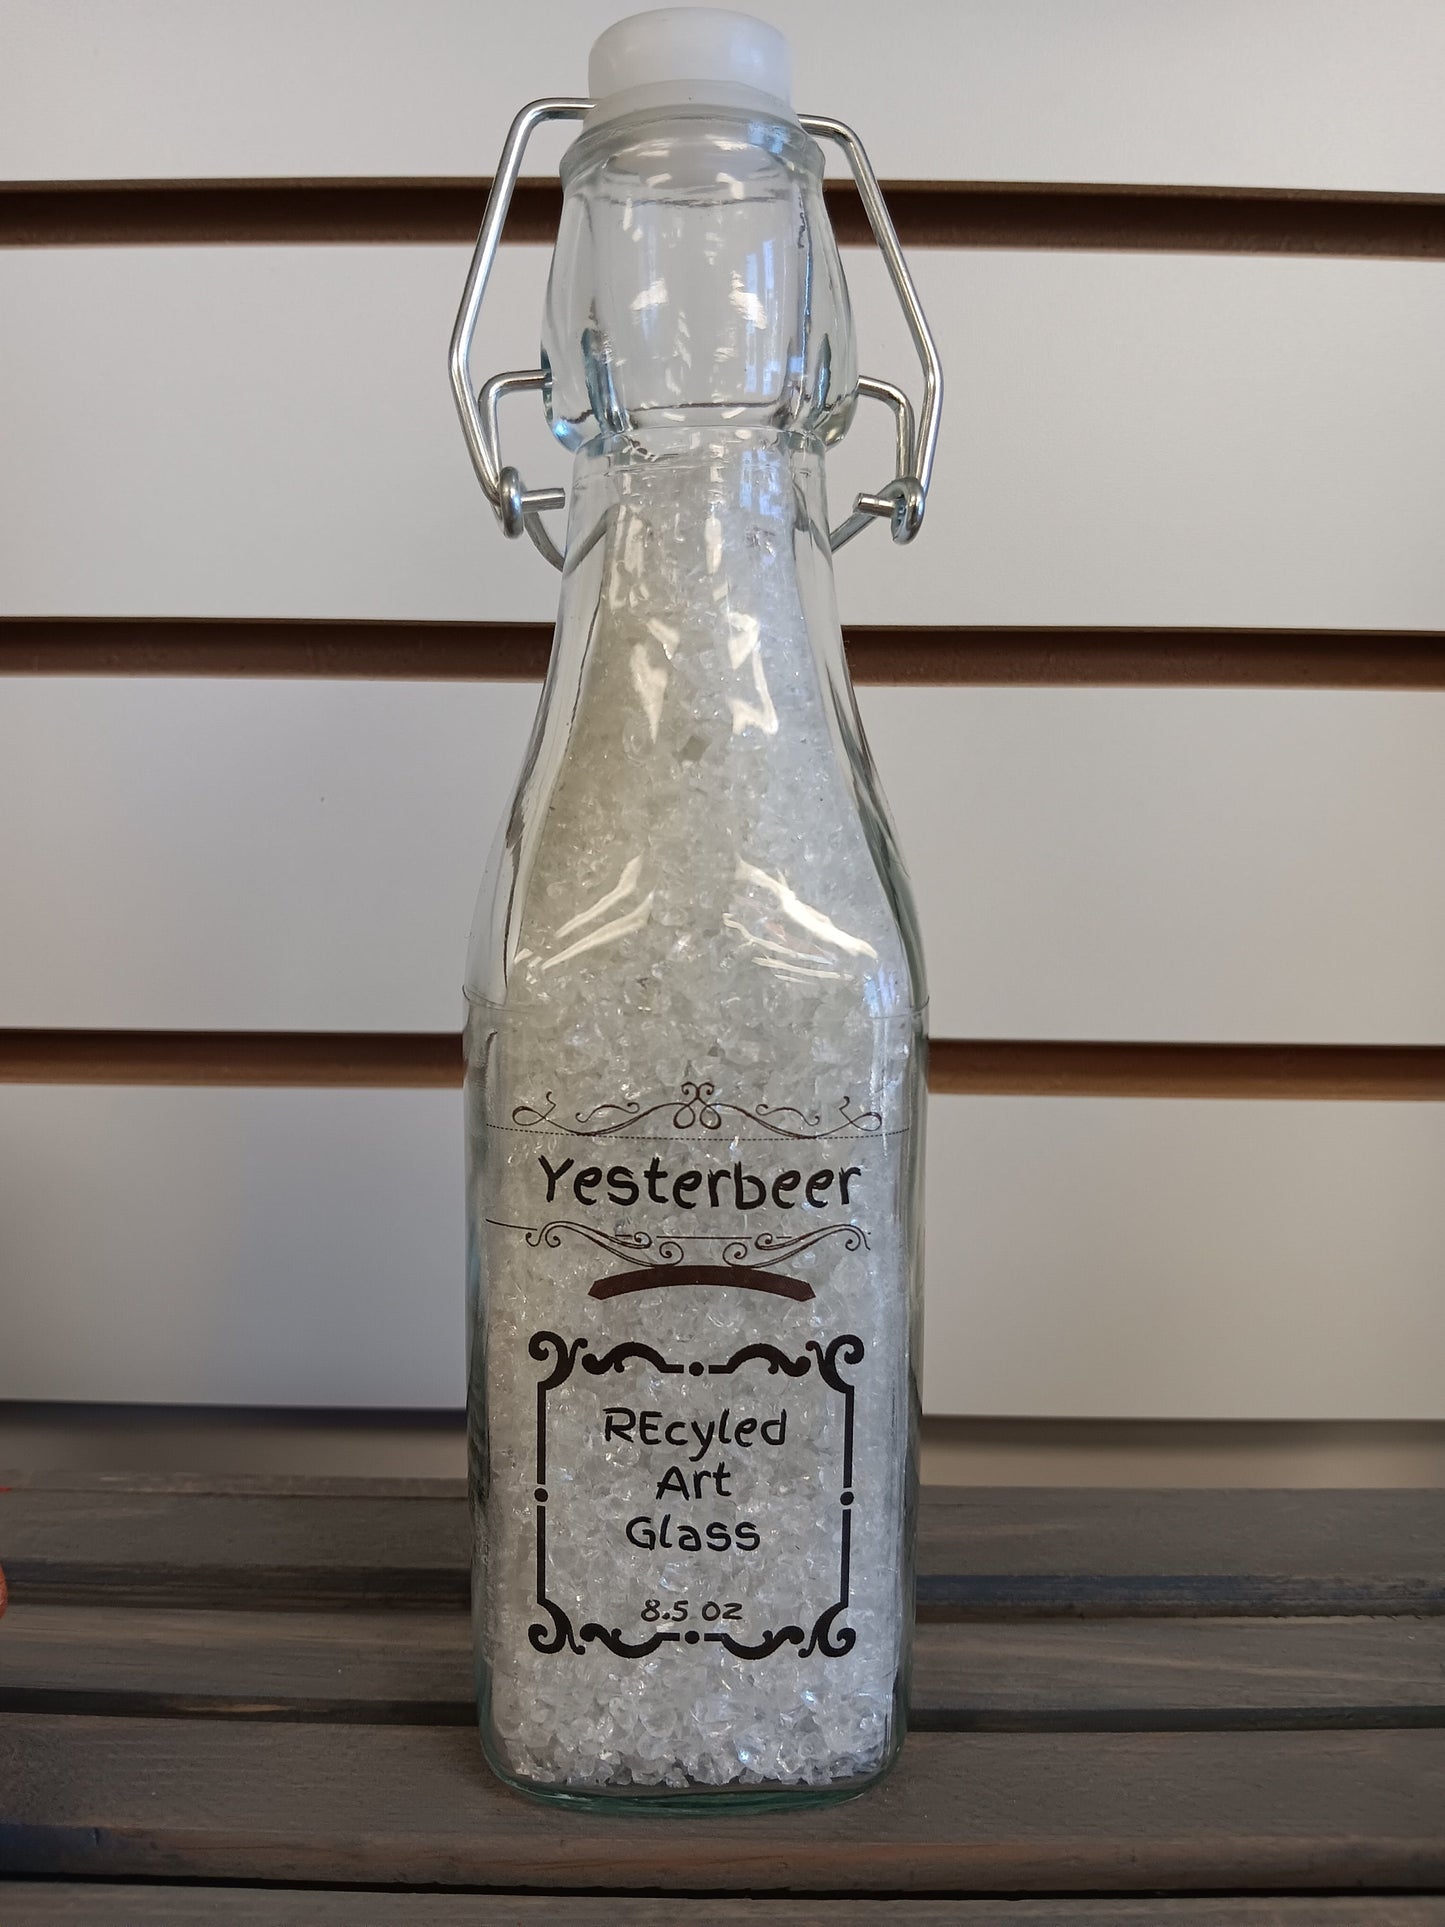 Yesterbeer
REcyled
Art
Glass
8.5 oz